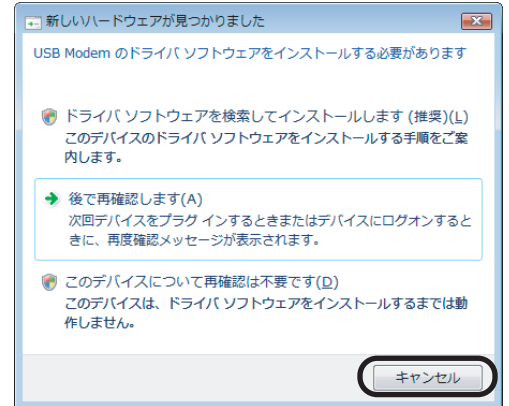 新しいハードウェアが見つかりました
USB Modem のドライバ ソフトウェアをインストールする必要があります
ドライバ ソフトウェアを検索してインストールします (推奨)(L)
このデバイスのドライバ ソフトウェアをインストールする手順をご案
内します。
後で再確認します(A)
次回デバイスをプラグ インするときまたはデバイスにログオンすると
きに、再度確認メッセージが表示されます。
このデバイスについて再確認は不要です(D)
このデバイスは、ドライバ ソフトウェアをインストールするまでは動
作しません。
キャンセル